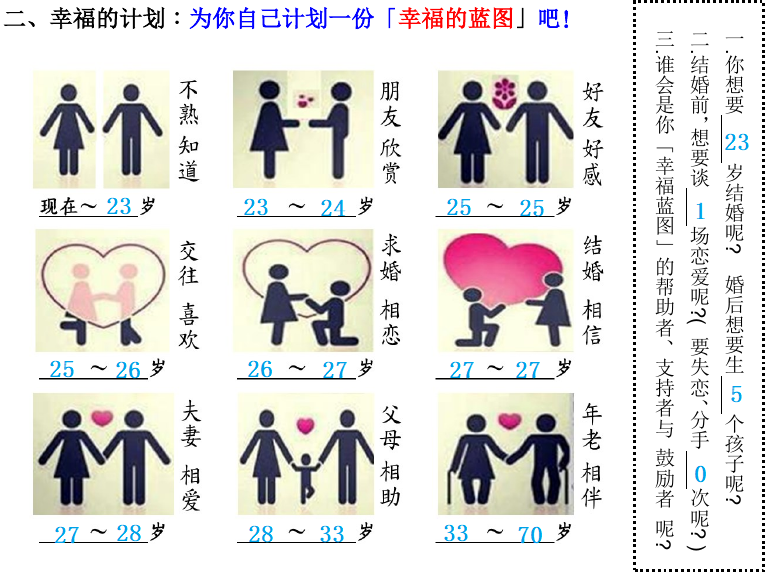 二、幸福的计划：为你自己计划一份「幸福的蓝图」吧!
不熟 知道
现在～ 23 岁
朋友 欣赏
23 ～ 24 岁
好友 好感
25 ～ 25 岁
交往 喜欢
25 ～ 26 岁
求婚 相恋
26 ～ 27 岁
结婚 相信
27 ～ 27 岁
夫妻 相爱
27 ～ 28 岁
父母 相助
28 ～ 33 岁
年老 相伴
33 ～ 70 岁
一.你想要 23 岁结婚呢? 婚后想要生 5 个孩子呢?
二.结婚前,想要谈 1 场恋爱呢?( 要失恋、分手 0 次呢?)
三.谁会是你「幸福蓝图」的帮助者、支持者与 鼓励者 呢?